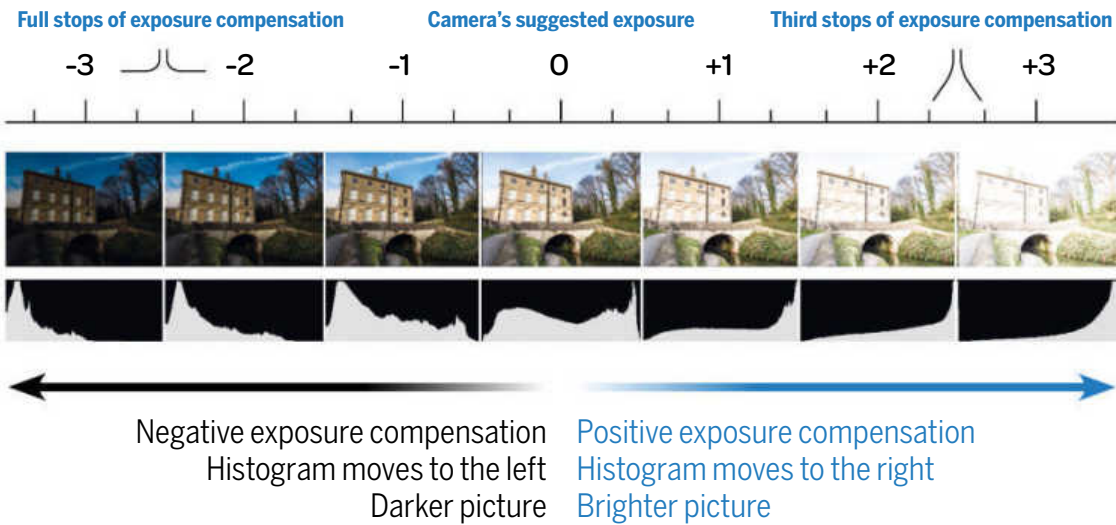 Full stops of exposure compensation
Camera's suggested exposure
Third stops of exposure compensation
-3
-2
-1
0
+1
+2
+3
Negative exposure compensation
Histogram moves to the left
Darker picture
Positive exposure compensation
Histogram moves to the right
Brighter picture